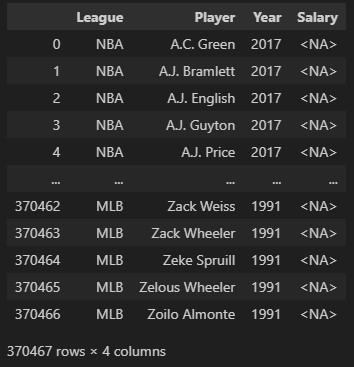 League Player Year Salary
0 NBA A.C. Green 2017 <NA>
1 NBA A.J. Bramlett 2017 <NA>
2 NBA A.J. English 2017 <NA>
3 NBA A.J. Guyton 2017 <NA>
4 NBA A.J. Price 2017 <NA>
... ... ... ... ...
370462 MLB Zack Weiss 1991 <NA>
370463 MLB Zack Wheeler 1991 <NA>
370464 MLB Zeke Spruill 1991 <NA>
370465 MLB Zelous Wheeler 1991 <NA>
370466 MLB Zoilo Almonte 1991 <NA>
370467 rows × 4 columns